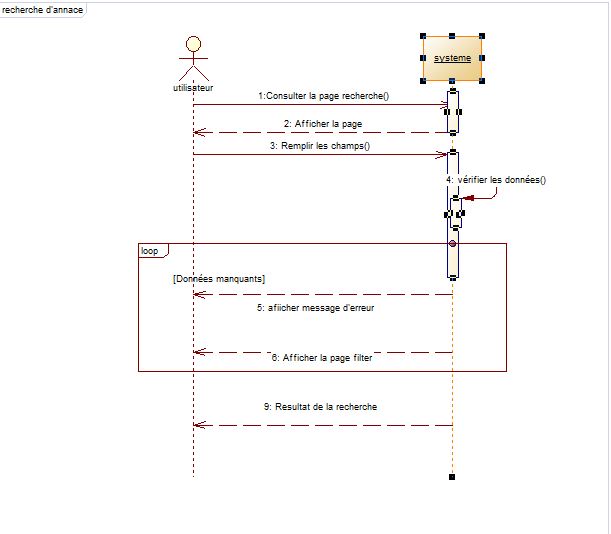 recherche d'annace
systeme
utilisateur
1:Consulter la page recherche()
2: Afficher la page
3: Remplir les champs()
4: vérifier les données()
loop
[Données manquants]
5: afiicher message d'erreur
6: Afficher la page filter
9: Resultat de la recherche